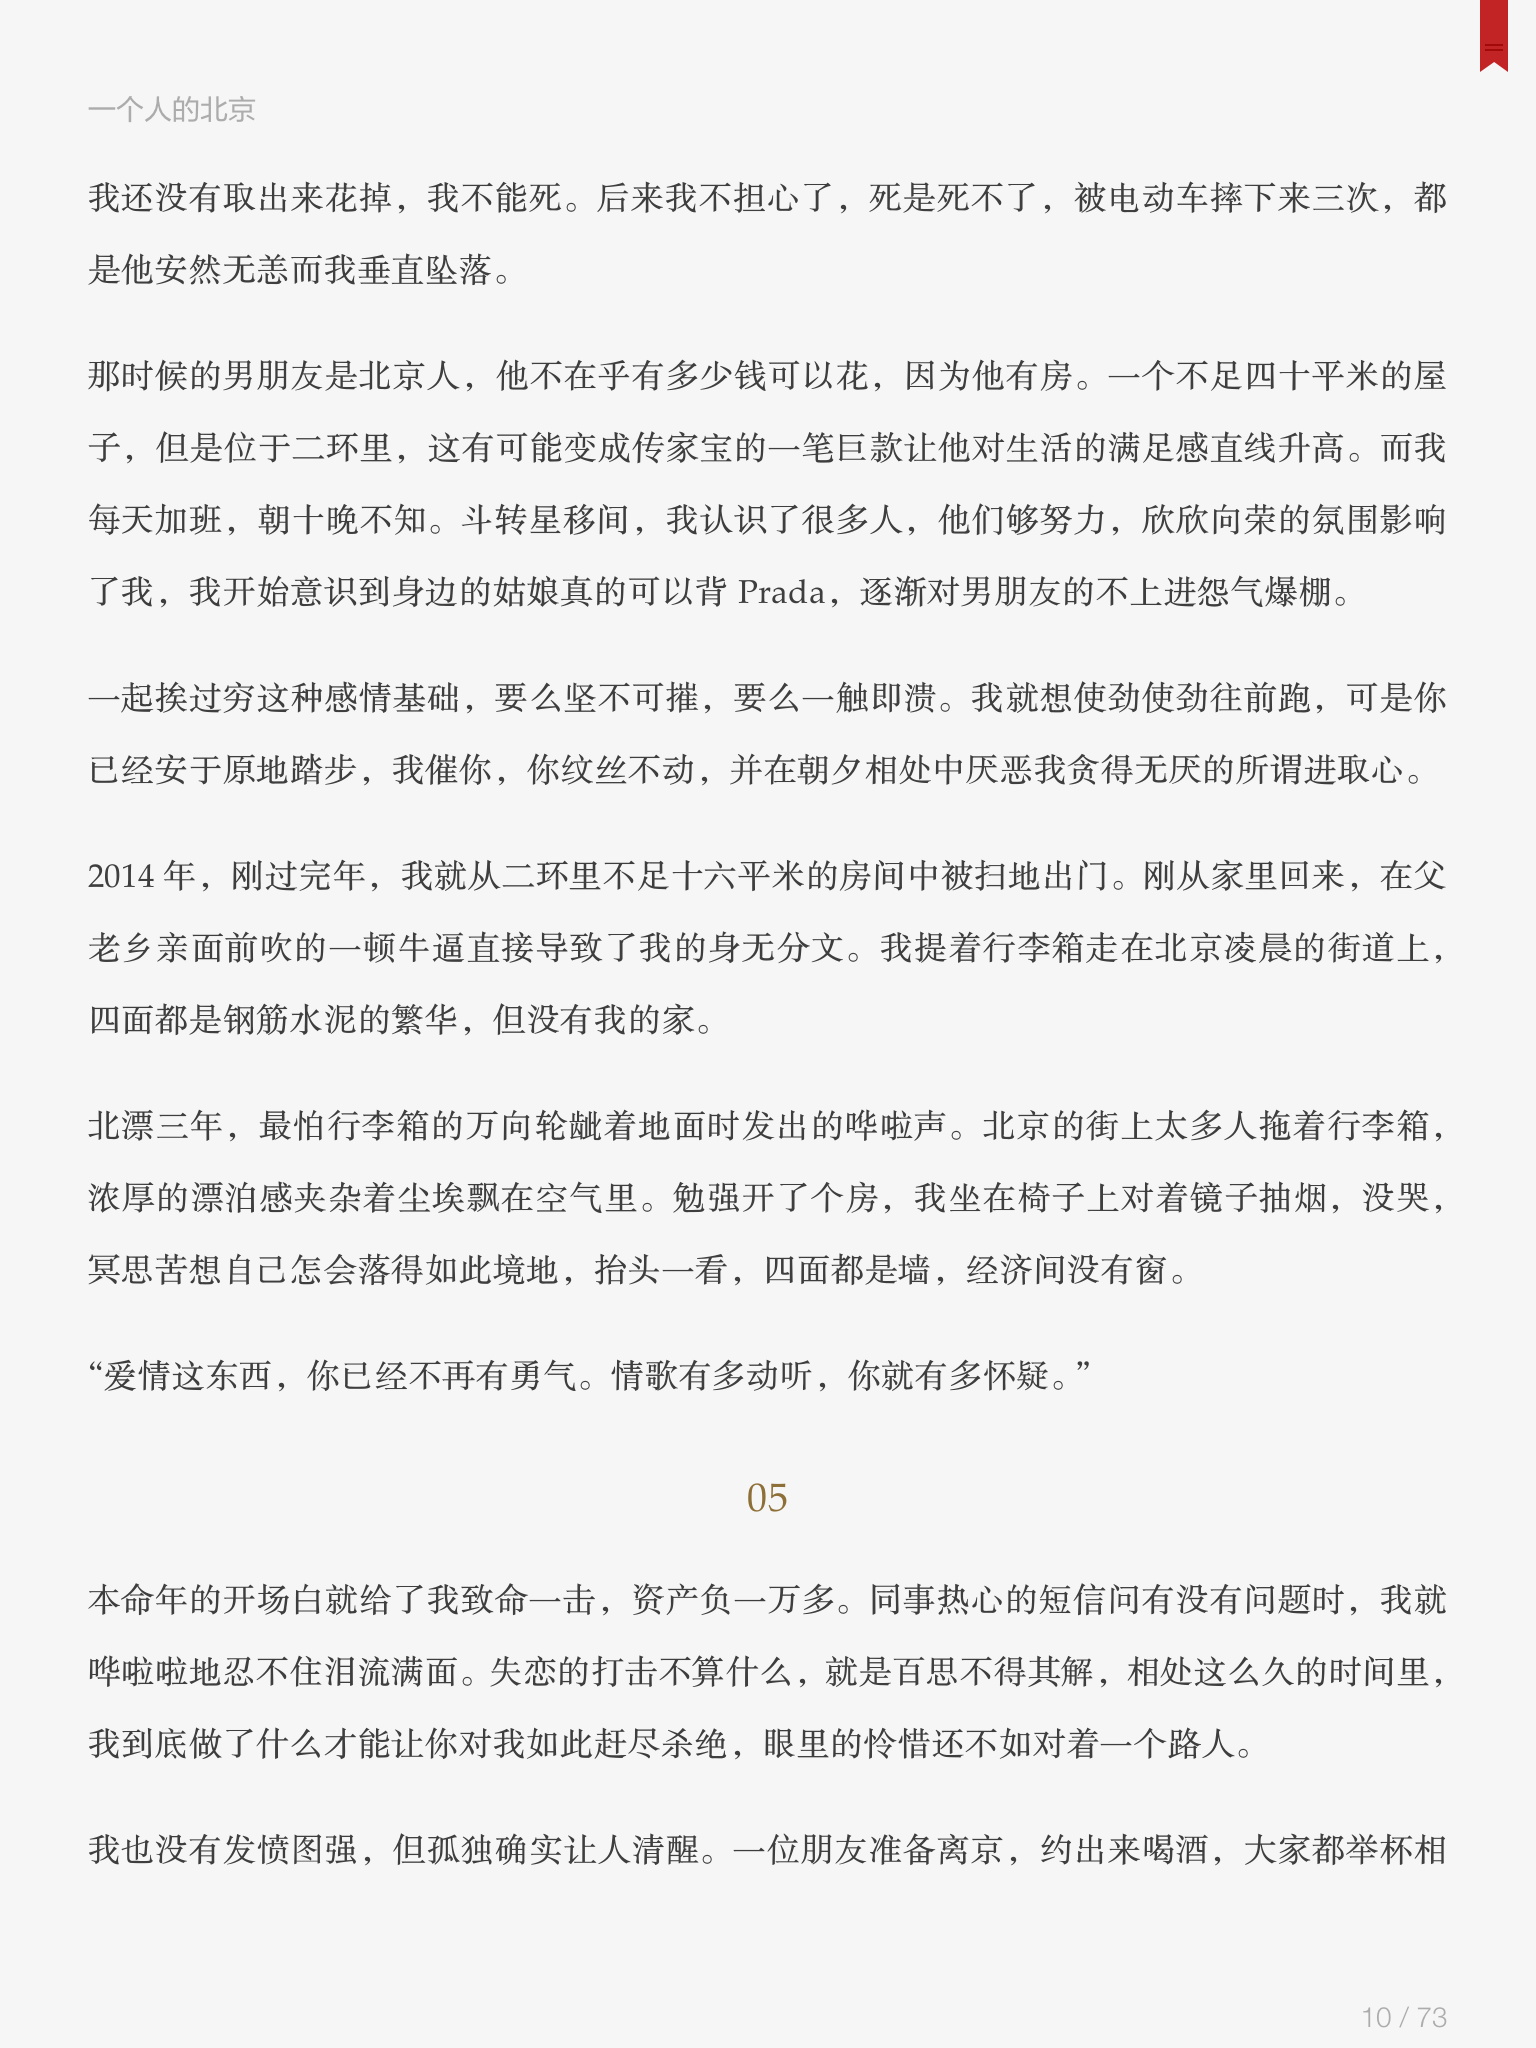 一个人的北京
我还没有取出来花掉，我不能死。后来我不担心了，死是死不了，被电动车摔下来三次，都
是他安然无恙而我垂直坠落。
那时候的男朋友是北京人，他不在乎有多少钱可以花，因为他有房。一个不足四十平米的屋
子，但是位于二环里，这有可能变成传家宝的一笔巨款让他对生活的满足感直线升高。而我
每天加班，朝十晚不知。斗转星移间，我认识了很多人，他们够努力，欣欣向荣的氛围影响
了我，我开始意识到身边的姑娘真的可以背 Prada，逐渐对男朋友的不上进怨气爆棚。
一起挨过穷这种感情基础，要么坚不可摧，要么一触即溃。我就想使劲使劲往前跑，可是你
已经安于原地踏步，我催你，你纹丝不动，并在朝夕相处中厌恶我贪得无厌的所谓进取心。
2014 年，刚过完年，我就从二环里不足十六平米的房间中被扫地出门。刚从家里回来，在父
老乡亲面前吹的一顿牛逼直接导致了我的身无分文。我提着行李箱走在北京凌晨的街道上，
四面都是钢筋水泥的繁华，但没有我的家。
北漂三年，最怕行李箱的万向轮龇着地面时发出的哗啦声。北京的街上太多人拖着行李箱，
浓厚的漂泊感夹杂着尘埃飘在空气里。勉强开了个房，我坐在椅子上对着镜子抽烟，没哭，
冥思苦想自己怎会落得如此境地，抬头一看，四面都是墙，经济间没有窗。
“爱情这东西，你已经不再有勇气。情歌有多动听，你就有多怀疑。”
05
本命年的开场白就给了我致命一击，资产负一万多。同事热心的短信问有没有问题时，我就
哗啦啦地忍不住泪流满面。失恋的打击不算什么，就是百思不得其解，相处这么久的时间里，
我到底做了什么才能让你对我如此赶尽杀绝，眼里的怜惜还不如对着一个路人。
我也没有发愤图强，但孤独确实让人清醒。一位朋友准备离京，约出来喝酒，大家都举杯相
10 / 73